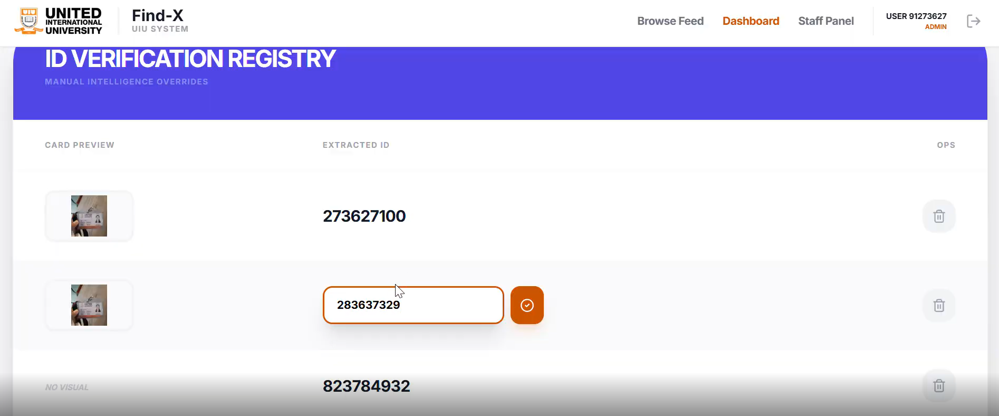 UNITED
INTERNATIONAL
UNIVERSITY
Find-X
UIU SYSTEM
Browse Feed
Dashboard
Staff Panel
USER 91273627
ADMIN
ID VERIFICATION REGISTRY
MANUAL INTELLIGENCE OVERRIDES
CARD PREVIEW
EXTRACTED ID
OPS
273627100
283637329
NO VISUAL
823784932